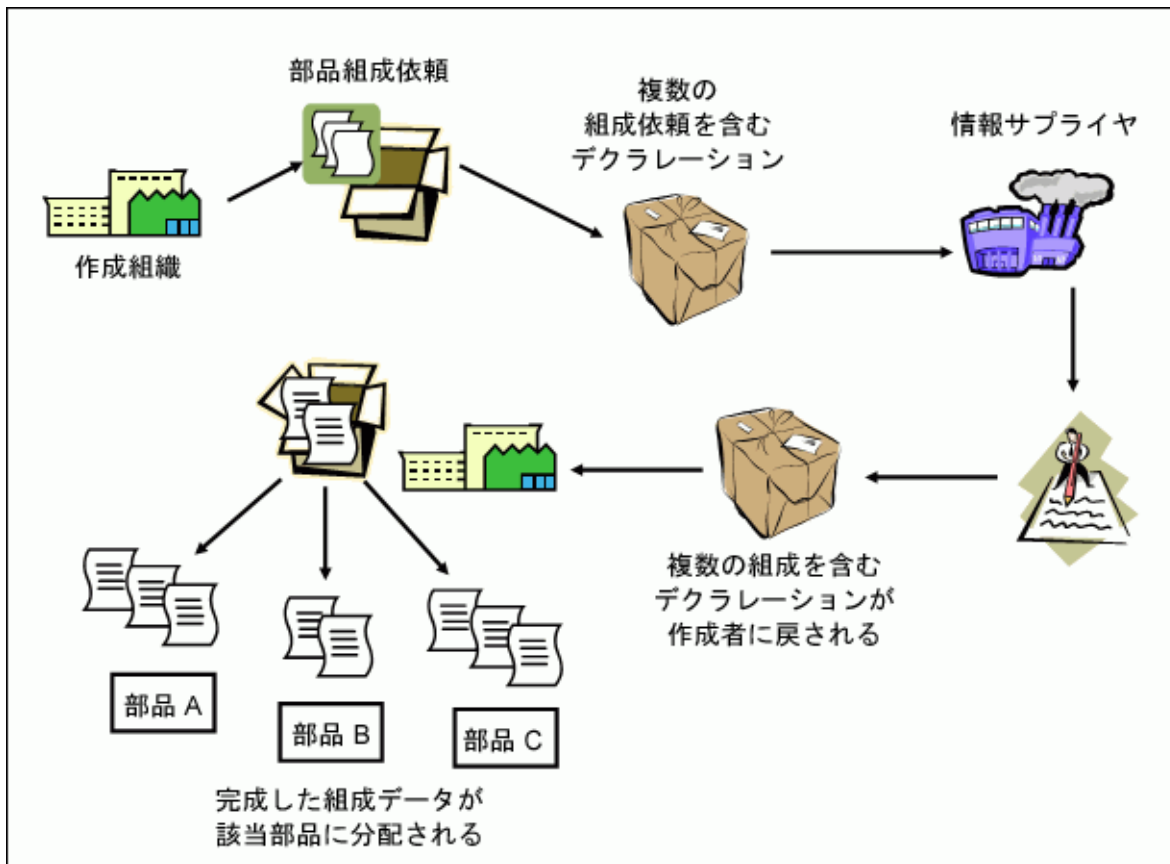 部品組成依頼
複数の
組成依頼を含む
デクラレーション
情報サプライヤ
作成組織
複数の組成を含む
デクラレーションが
作成者に戻される
部品 A
部品 B
部品 C
完成した組成データが
該当部品に分配される